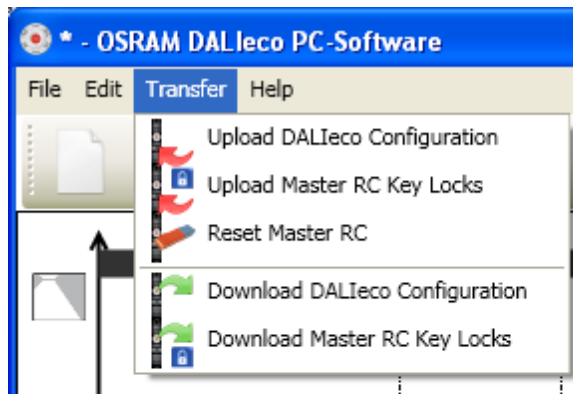 * - OSRAM DALIeco PC-Software
File Edit Transfer Help
Upload DALIeco Configuration
Upload Master RC Key Locks
Reset Master RC
Download DALIeco Configuration
Download Master RC Key Locks